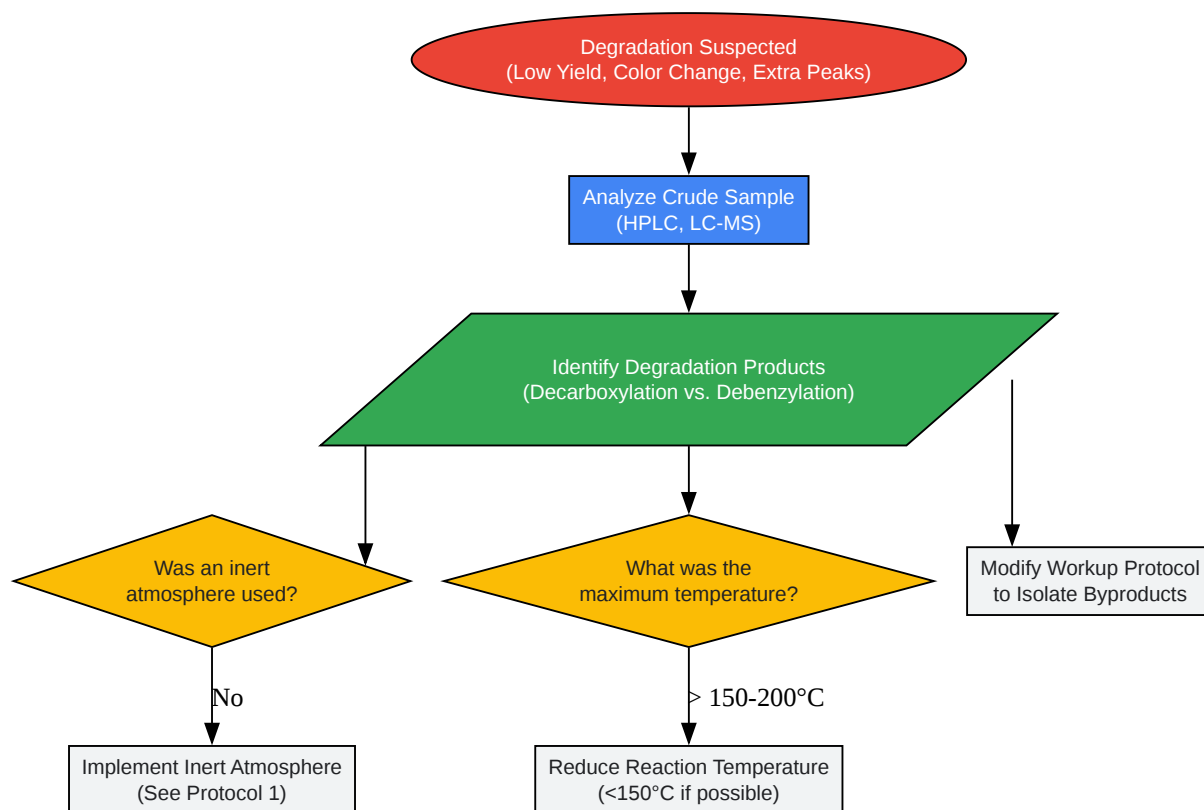 Degradation Suspected
(Low Yield, Color Change, Extra Peaks)
Analyze Crude Sample
(HPLC, LC-MS)
Identify Degradation Products
(Decarboxylation vs. Debenzylation)
Was an inert
atmosphere used?
What was the
maximum temperature?
Modify Workup Protocol
to Isolate Byproducts
No
> 150-200°C
Implement Inert Atmosphere
(See Protocol 1)
Reduce Reaction Temperature
(<150°C if possible)